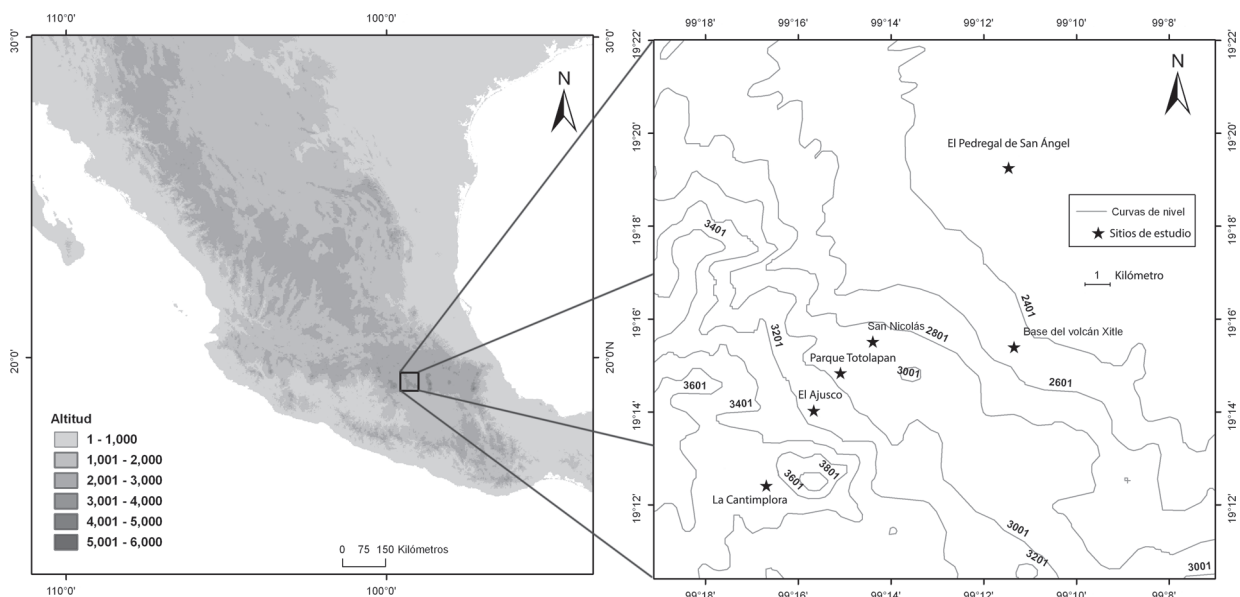 110°0'
100°0'
30°0'
30°0'
N
20°0'
20°0'N
Altitud
1 - 1,000
1,001 - 2,000
2,001 - 3,000
3,001 - 4,000
4,001 - 5,000
5,001 - 6,000
0 75 150 Kilómetros
110°0'
100°0'
99°18'
99°16'
99°14'
99°12'
99°10'
99°8'
19°22'
19°22'
N
El Pedregal de San Ángel
19°20'
19°20'
Curvas de nivel
Sitios de estudio
3401
19°18'
19°18'
1 Kilómetro
2401
19°16'
19°16'
3201
San Nicolás
2801
Base del volcán Xitle
Parque Totolapan
3001
3601
2601
El Ajusco
3401
19°14'
19°14'
3801
3601
La Cantimplora
19°12'
19°12'
3001
3201
3001
99°18'
99°16'
99°14'
99°12'
99°10'
99°8'